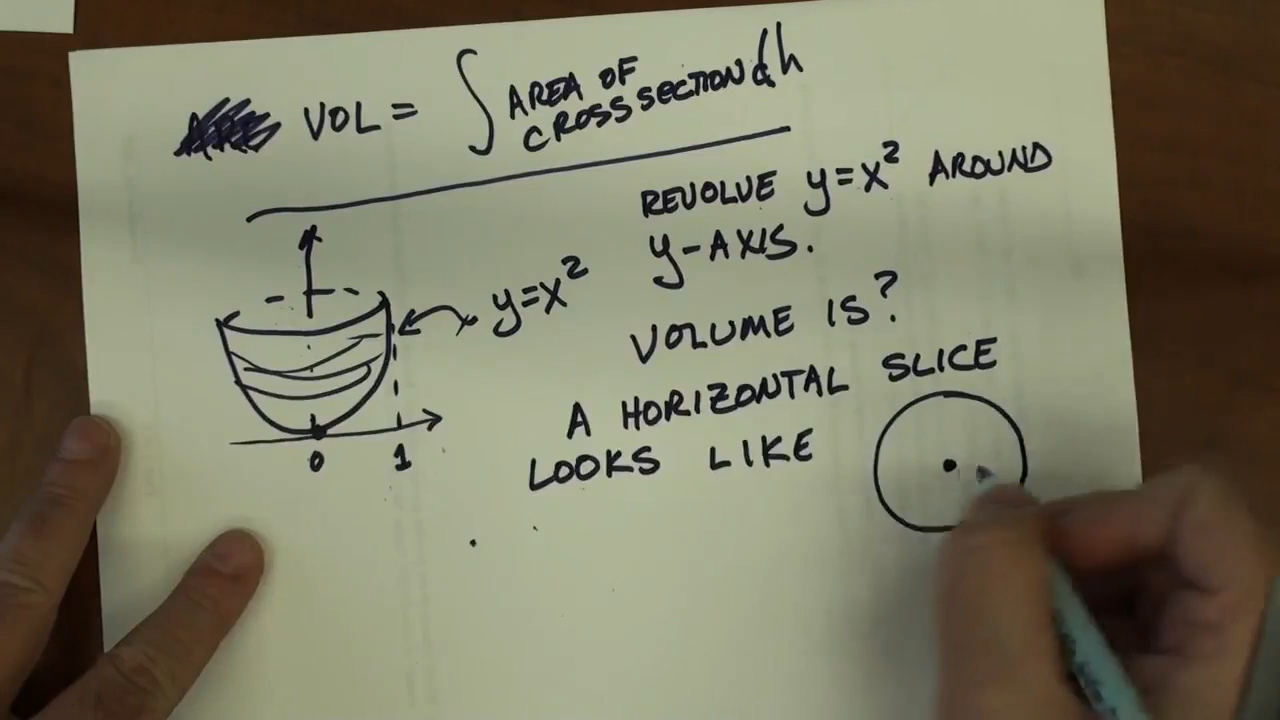 VOL = ∫ AREA OF
CROSS SECTION dh
REVOLVE y=x² AROUND
y-AXIS.
y=x²
VOLUME IS?
A HORIZONTAL SLICE
LOOKS LIKE
0 1